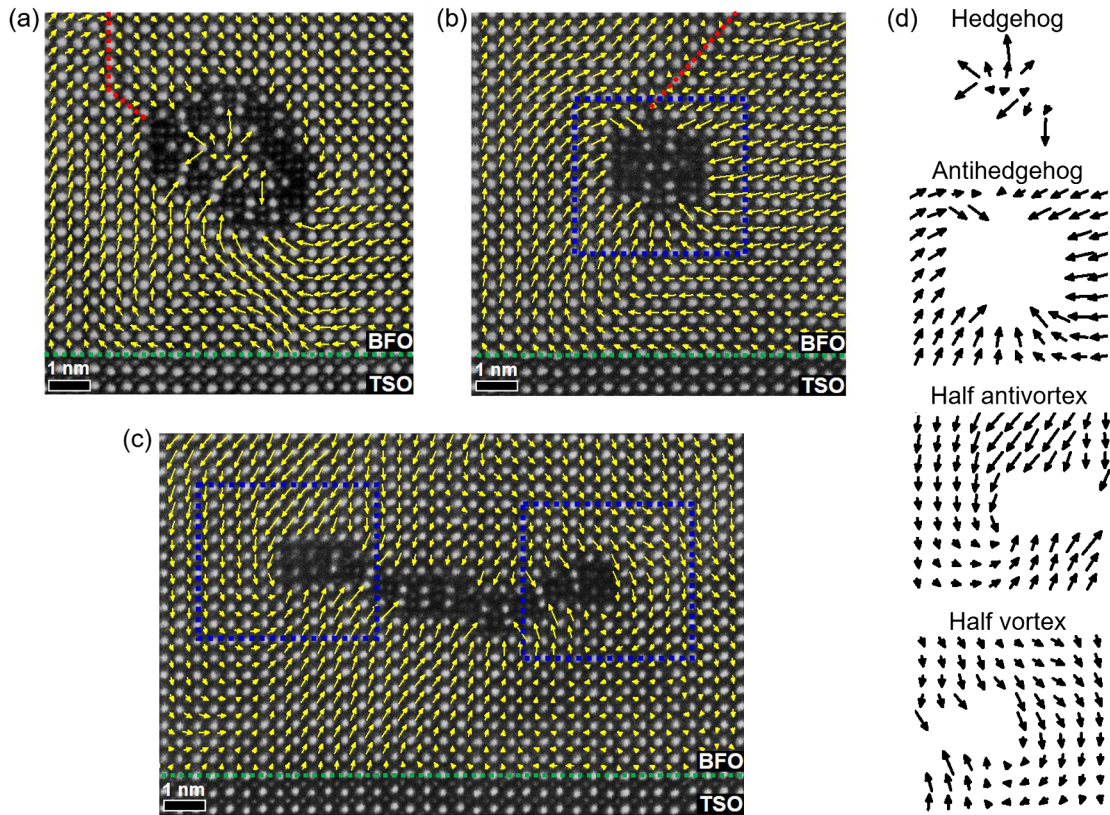 (a)
BFO
1 nm
TSO
(b)
BFO
1 nm
TSO
(c)
BFO
1 nm
TSO
(d)
Hedgehog
Antihedgehog
Half antivortex
Half vortex